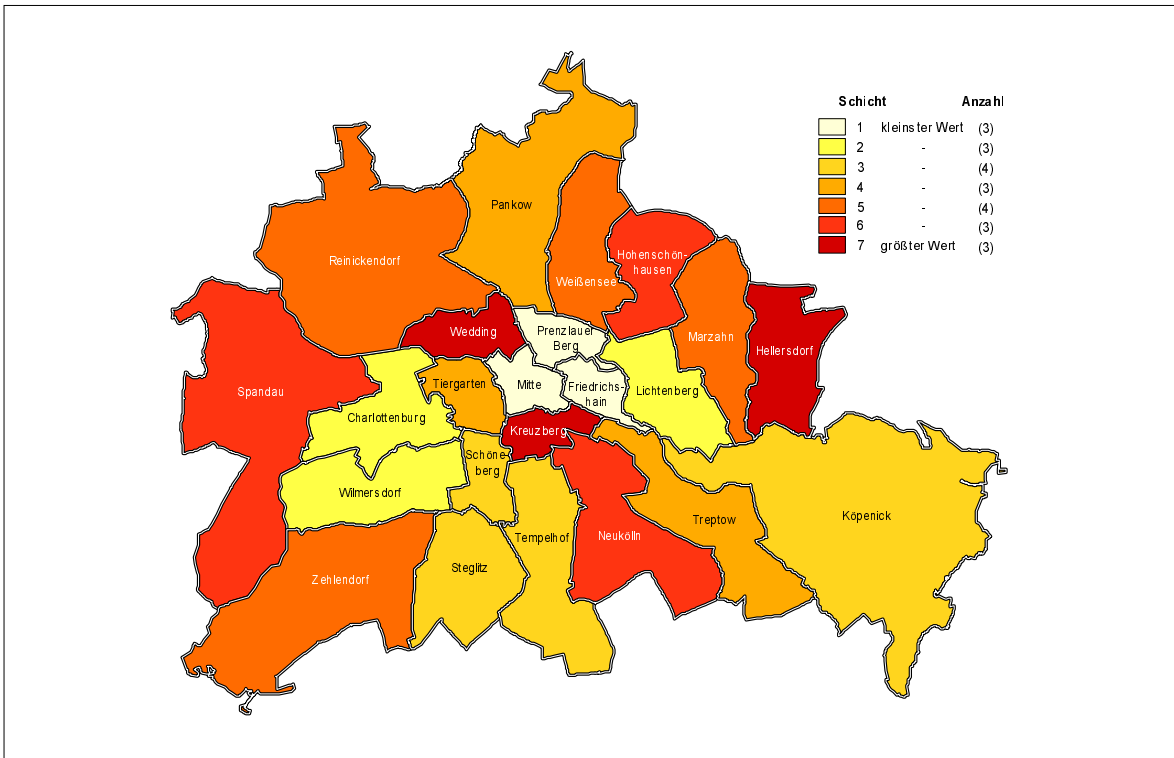 Schicht Anzahl
1 kleinster Wert (3)
2 - (3)
3 - (4)
4 - (3)
5 - (4)
6 - (3)
7 größter Wert (3)
Pankow
Reinickendorf
Hohenschön-
hausen
Weißensee
Wedding
Prenzlauer
Berg
Marzahn
Hellersdorf
Spandau
Tiergarten
Mitte
Friedrichs-
hain
Lichtenberg
Charlottenburg
Kreuzberg
Schöne-
berg
Wilmersdorf
Tempelhof
Neukölln
Treptow
Köpenick
Steglitz
Zehlendorf